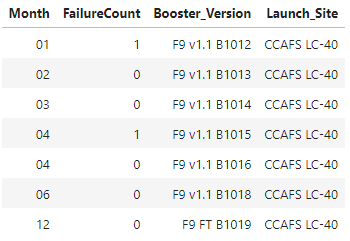 Month FailureCount Booster_Version Launch_Site
01 1 F9 v1.1 B1012 CCAFS LC-40
02 0 F9 v1.1 B1013 CCAFS LC-40
03 0 F9 v1.1 B1014 CCAFS LC-40
04 1 F9 v1.1 B1015 CCAFS LC-40
04 0 F9 v1.1 B1016 CCAFS LC-40
06 0 F9 v1.1 B1018 CCAFS LC-40
12 0 F9 FT B1019 CCAFS LC-40